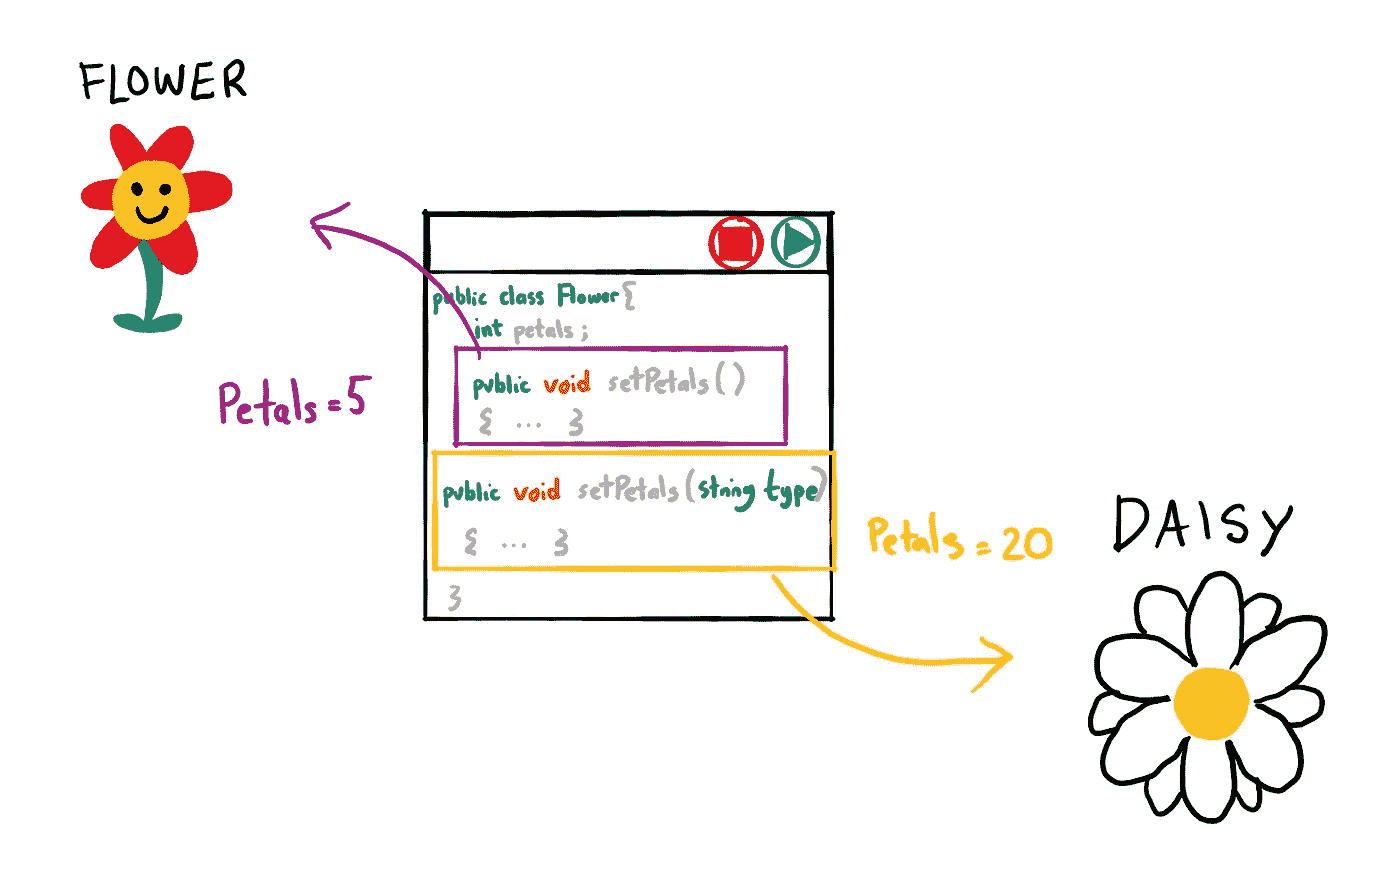 FLOWER
public class Flower{
int petals;
public void setPetals()
{ ... }
Petals=5
public void setPetals(string type)
{ ... }
Petals=20
}
DAISY